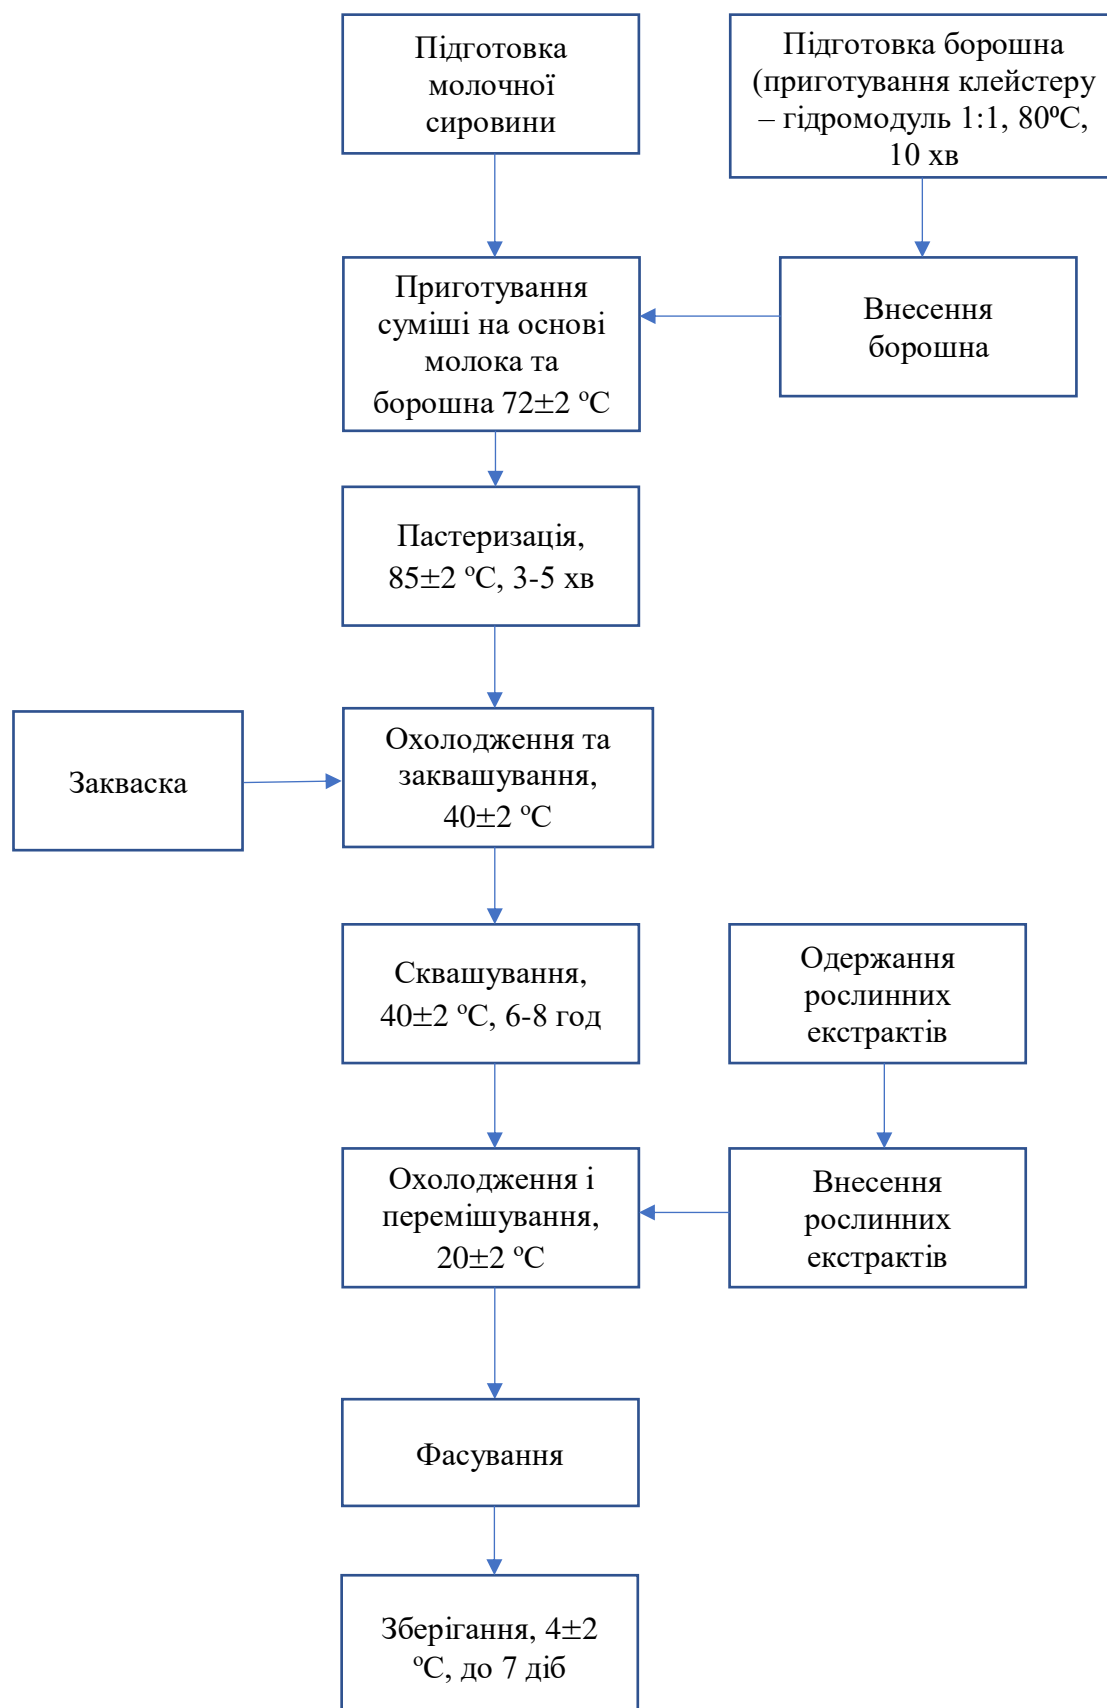 Підготовка
молочної
сировини
Підготовка борошна
(приготування клейстеру
– гідромодуль 1:1, 80ºС,
10 хв
Приготування
суміші на основі
молока та
борошна 72±2 ºС
Внесення
борошна
Пастеризація,
85±2 ºС, 3-5 хв
Закваска
Охолодження та
заквашування,
40±2 ºС
Сквашування,
40±2 ºС, 6-8 год
Одержання
рослинних
екстрактів
Охолодження і
перемішування,
20±2 ºС
Внесення
рослинних
екстрактів
Фасування
Зберігання, 4±2
ºС, до 7 діб